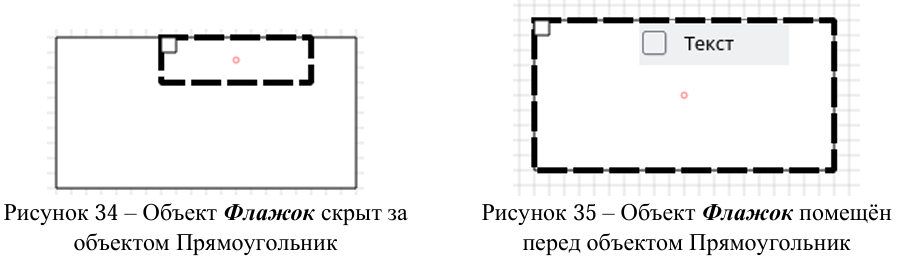 Текст
Рисунок 34 – Объект Флажок скрыт за
объектом Прямоугольник
Рисунок 35 – Объект Флажок помещён
перед объектом Прямоугольник